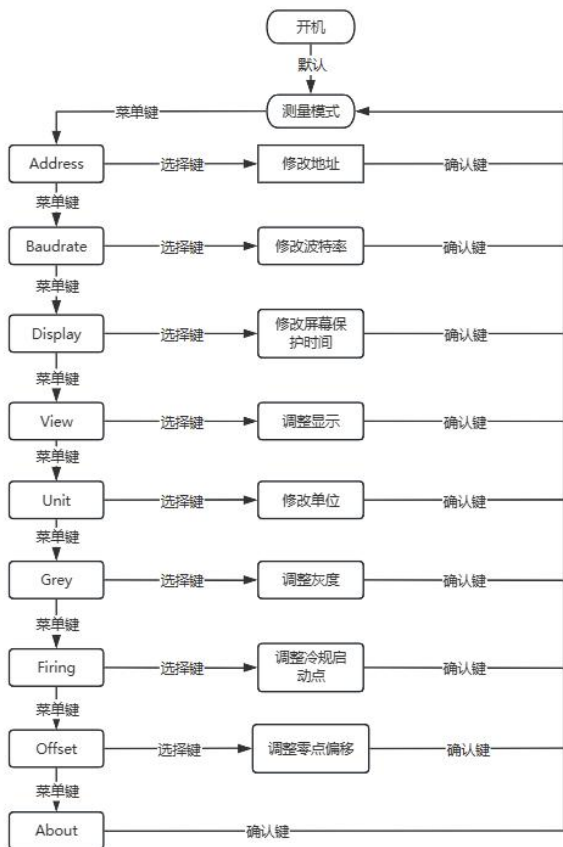 开机
默认
测量模式
菜单键
Address
选择键
修改地址
确认键
菜单键
Baudrate
选择键
修改波特率
确认键
菜单键
Display
选择键
修改屏幕保
护时间
确认键
菜单键
View
选择键
调整显示
确认键
菜单键
Unit
选择键
修改单位
确认键
菜单键
Grey
选择键
调整灰度
确认键
菜单键
Firing
选择键
调整冷规启
动点
确认键
菜单键
Offset
选择键
调整零点偏移
确认键
菜单键
About
确认键